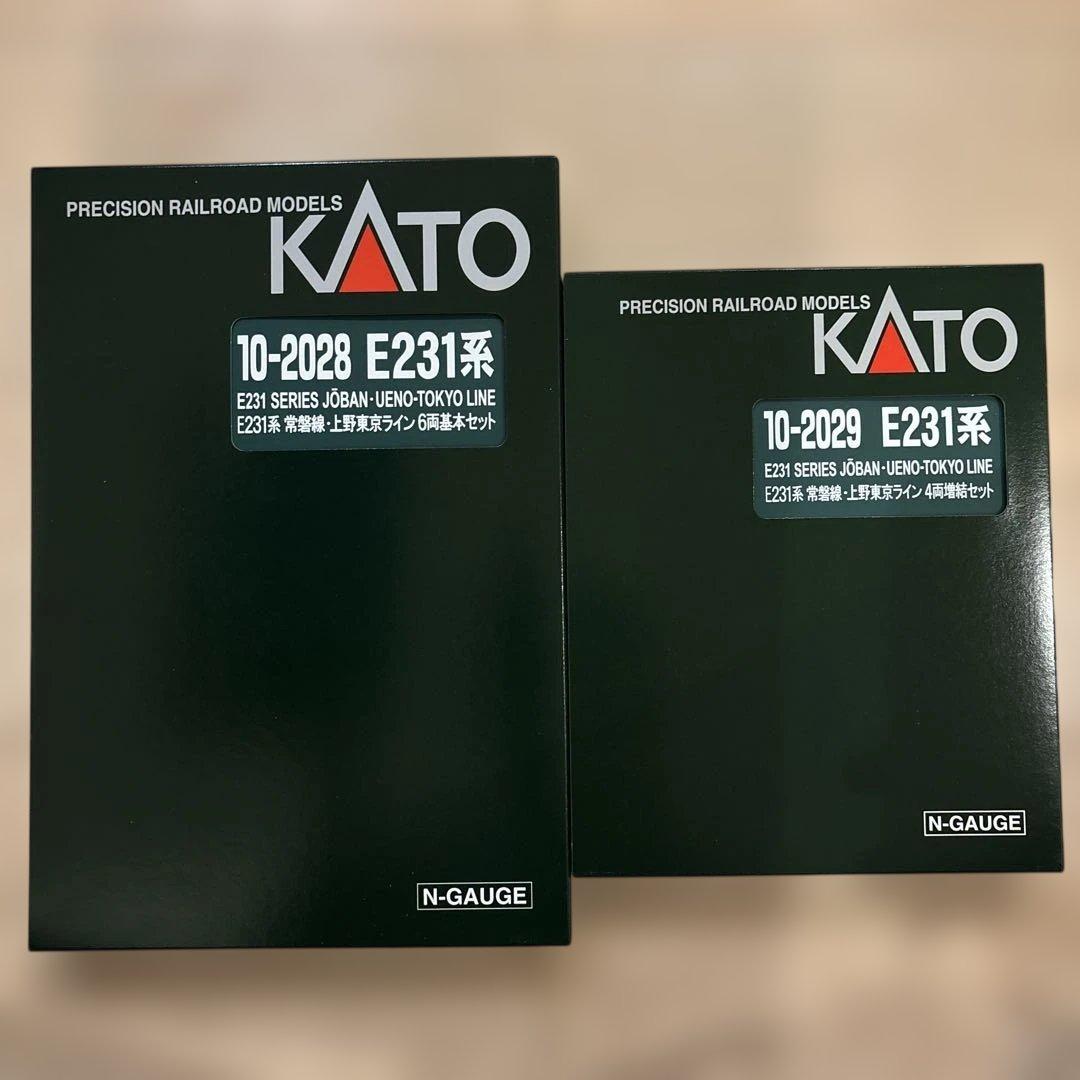 PRECISION RAILROAD MODELS
KATO
10-2028 E231系
E231 SERIES JŌBAN・UENO-TOKYO LINE
E231系 常磐線・上野東京ライン 6両基本セット
N-GAUGE
PRECISION RAILROAD MODELS
KATO
10-2029 E231系
E231 SERIES JŌBAN・UENO-TOKYO LINE
E231系 常磐線・上野東京ライン 4両増結セット
N-GAUGE